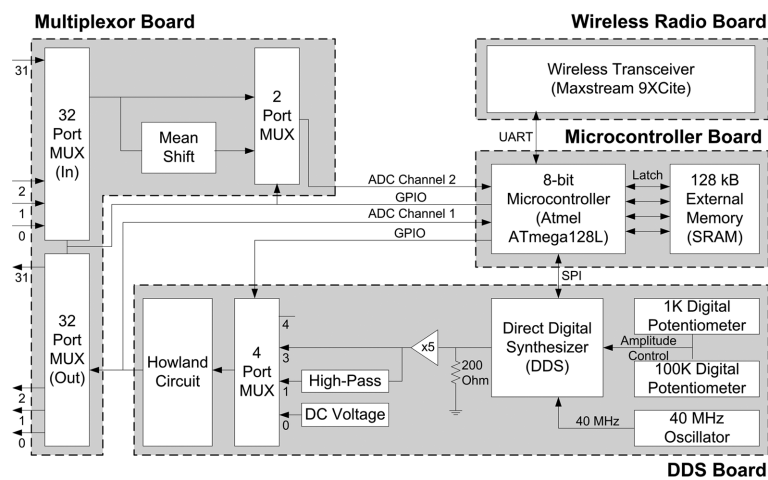 Multiplexor Board
Wireless Radio Board
31
32
Port
MUX
(In)
2
1
0
Mean
Shift
2
Port
MUX
Wireless Transceiver
(Maxstream 9XCite)
UART
Microcontroller Board
ADC Channel 2
GPIO
ADC Channel 1
GPIO
8-bit
Microcontroller
(Atmel
ATmega128L)
Latch
128 kB
External
Memory
(SRAM)
SPI
31
32
Port
MUX
(Out)
2
1
0
Howland
Circuit
4
Port
MUX
4
3
1
0
High-Pass
DC Voltage
x5
200
Ohm
Direct Digital
Synthesizer
(DDS)
Amplitude
Control
1K Digital
Potentiometer
100K Digital
Potentiometer
40 MHz
40 MHz
Oscillator
DDS Board